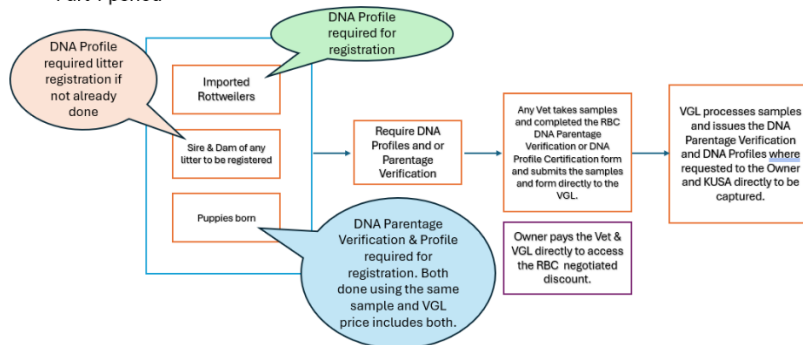 DNA Profile
required for
registration
DNA Profile
required litter
registration if
not already
done
Imported
Rottweilers
Sire & Dam of any
litter to be registered
Puppies born
DNA Parentage
Verification & Profile
required for
registration. Both
done using the same
sample and VGL
price includes both.
Require DNA
Profiles and or
Parentage
Verification
Any Vet takes samples
and completed the RBC
DNA Parentage
Verification or DNA
Profile Certification form
and submits the samples
and form directly to the
VGL.
Owner pays the Vet &
VGL directly to access
the RBC negotiated
discount.
VGL processes samples
and issues the DNA
Parentage Verification
and DNA Profiles where
requested to the Owner
and KUSA directly to be
captured.